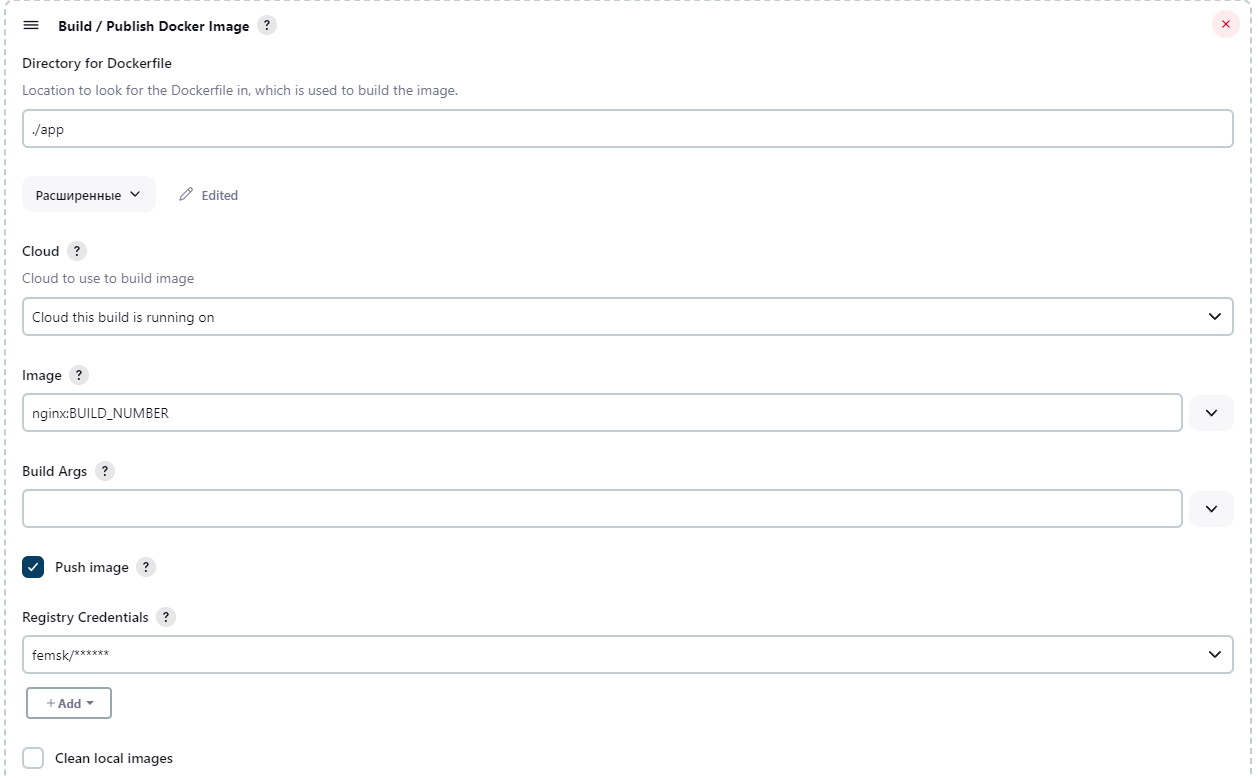 Build / Publish Docker Image ?
Directory for Dockerfile
Location to look for the Dockerfile in, which is used to build the image.
./app
Расширенные Edited
Cloud ?
Cloud to use to build image
Cloud this build is running on
Image ?
nginx:BUILD_NUMBER
Build Args ?
Push image ?
Registry Credentials ?
femsk/******
+ Add
Clean local images